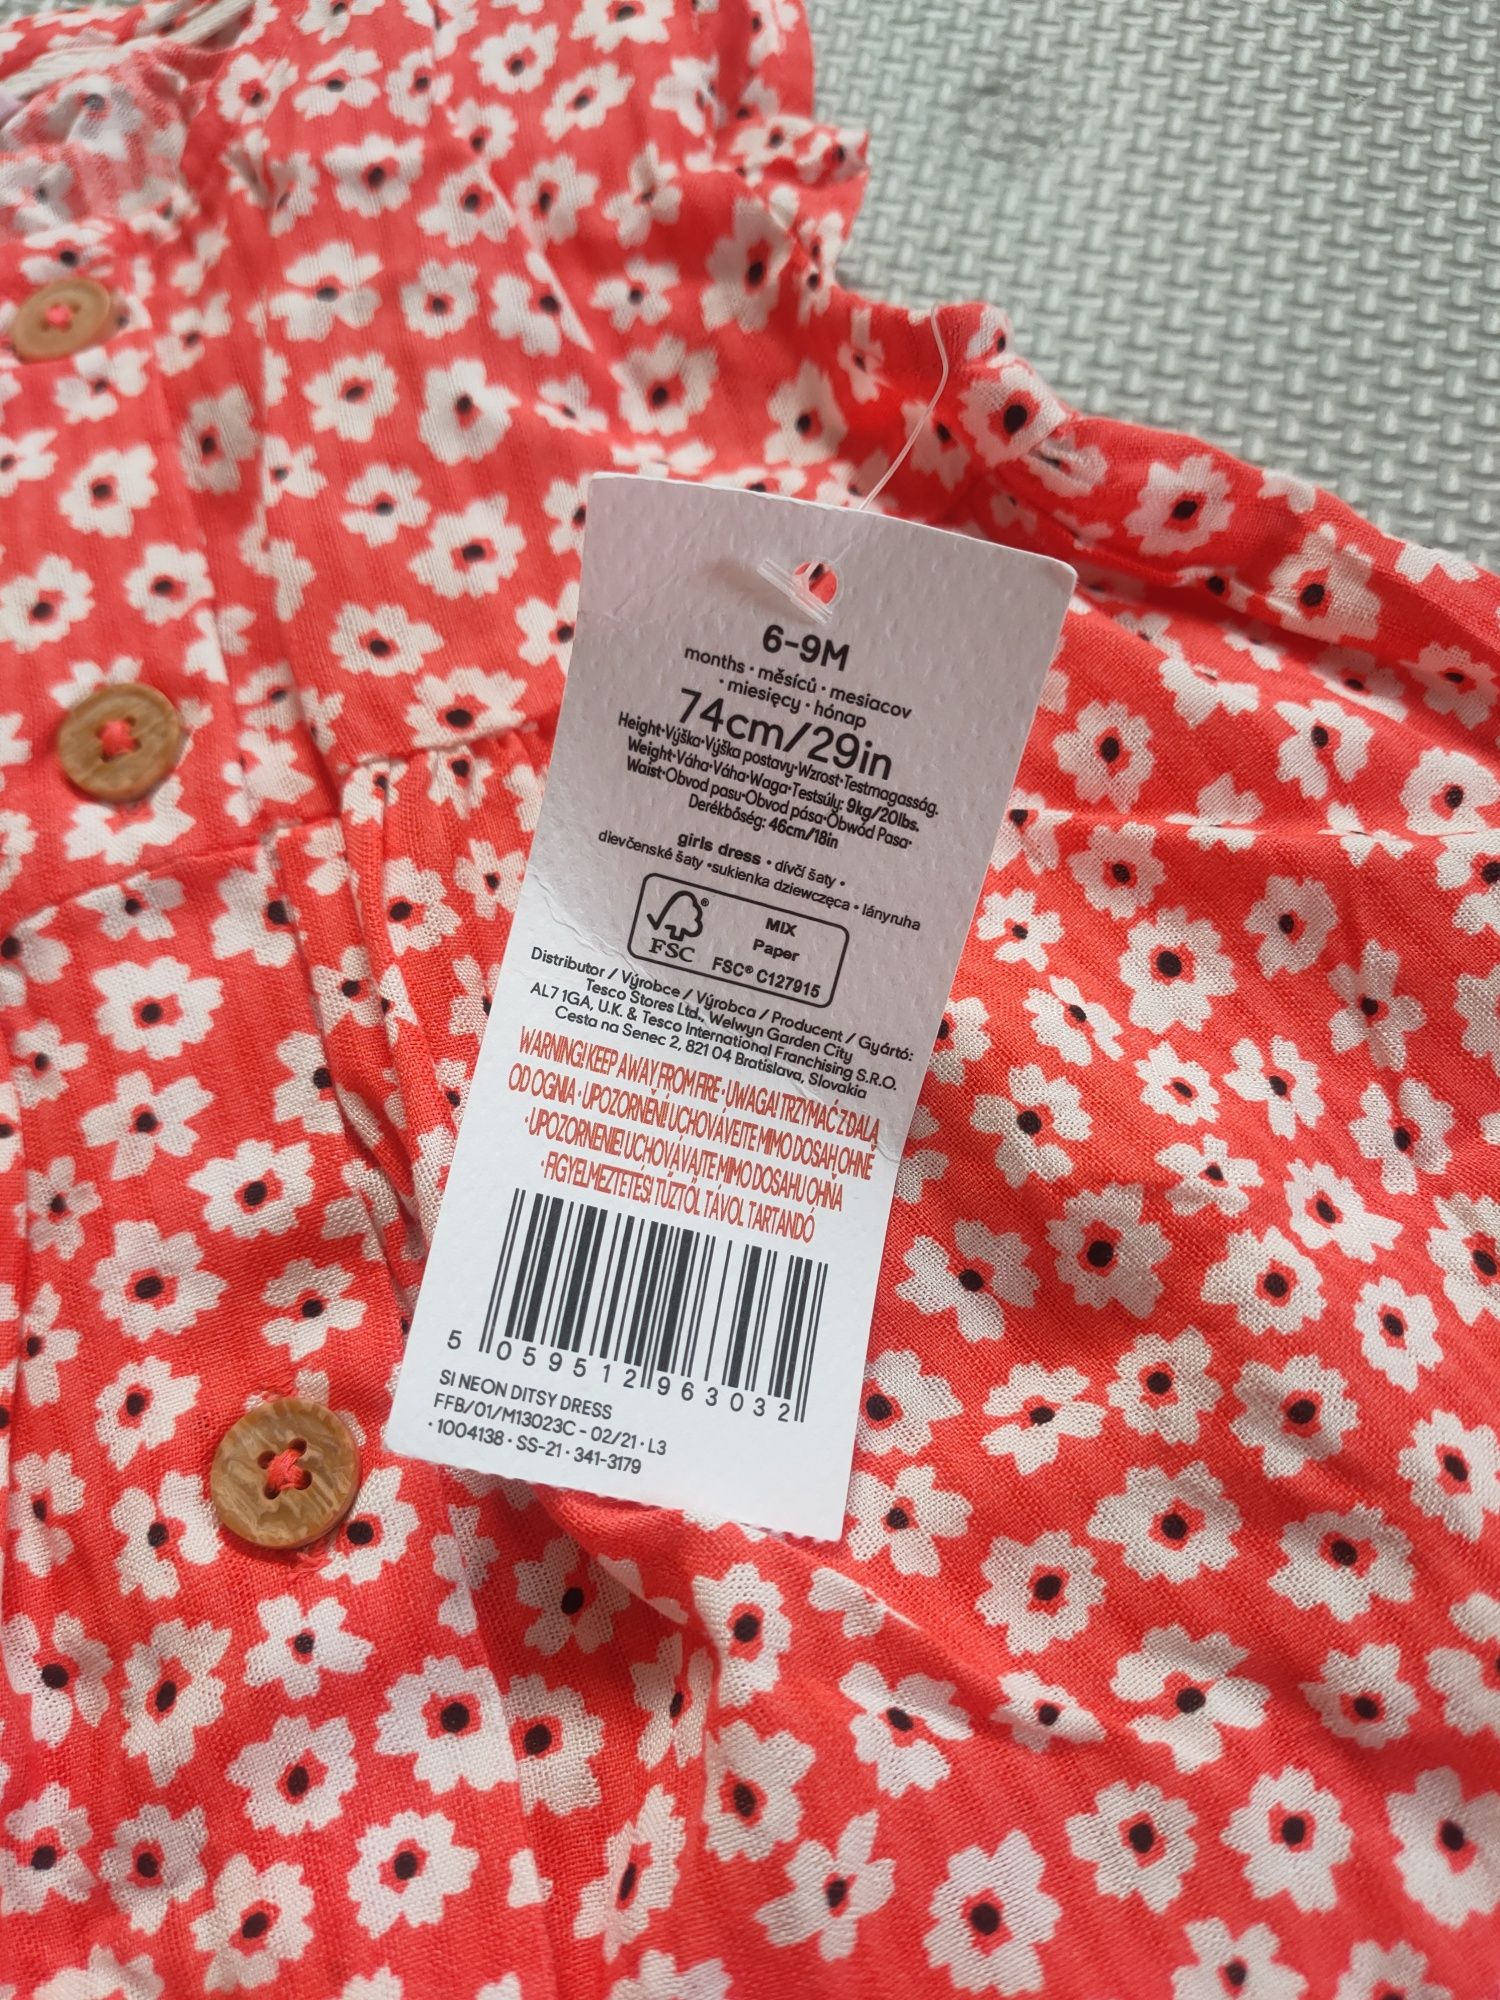 6-9M
months • měsíců • mesiacov
• miesięcy • hónap
74cm/29in
Height•Výška•Výška postavy•Wzrost•Testmagasság.
Weight•Váha•Váha•Waga•Testsúly: 9kg/20lbs.
Waist•Obvod pasu•Obvod pása•Obwód Pasa•
Derékbőség: 46cm/18in
girls dress • dívčí šaty •
dievčenské šaty •sukienka dziewczęca • lányruha
FSC®
MIX
Paper
FSC® C127915
Distributor / Výrobce / Výrobca / Producent / Gyártó:
Tesco Stores Ltd., Welwyn Garden City
AL7 1GA, U.K. & Tesco International Franchising S.R.O.
Cesta na Senec 2, 821 04 Bratislava, Slovakia
WARNING! KEEP AWAY FROM FIRE • UWAGA! TRZYMAĆ Z DALA
OD OGNIA • UPOZORNĚNÍ! UCHOVÁVEJTE MIMO DOSAH OHNĚ
• UPOZORNENIE! UCHOVÁVAJTE MIMO DOSAHU OHŇA
• FIGYELMEZTETÉS! TŰZTŐL TÁVOL TARTANDÓ
5 059512 963032
SI NEON DITSY DRESS
FFB/01/M13023C - 02/21 • L3
• 1004138 • SS-21 • 341-3179